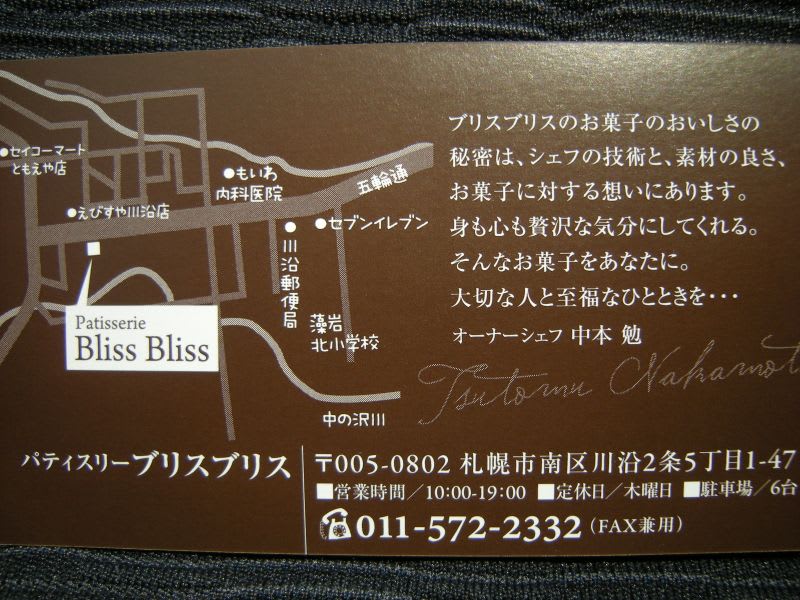 ●セイコーマート
ともえや店
●えびすや川沿店
●もいわ
内科医院
五輪通
●セブンイレブン
●川沿郵便局
藻岩
北小学校
中の沢川
Patisserie
Bliss Bliss
ブリスブリスのお菓子のおいしさの
秘密は、シェフの技術と、素材の良さ、
お菓子に対する想いにあります。
身も心も贅沢な気分にしてくれる。
そんなお菓子をあなたに。
大切な人と至福なひとときを・・・
オーナーシェフ 中本 勉
Tsutomu Nakamot
パティスリーブリスブリス
〒005-0802 札幌市南区川沿2条5丁目1-47
■営業時間／10:00-19:00 ■定休日／木曜日 ■駐車場／6台
011-572-2332（FAX兼用）